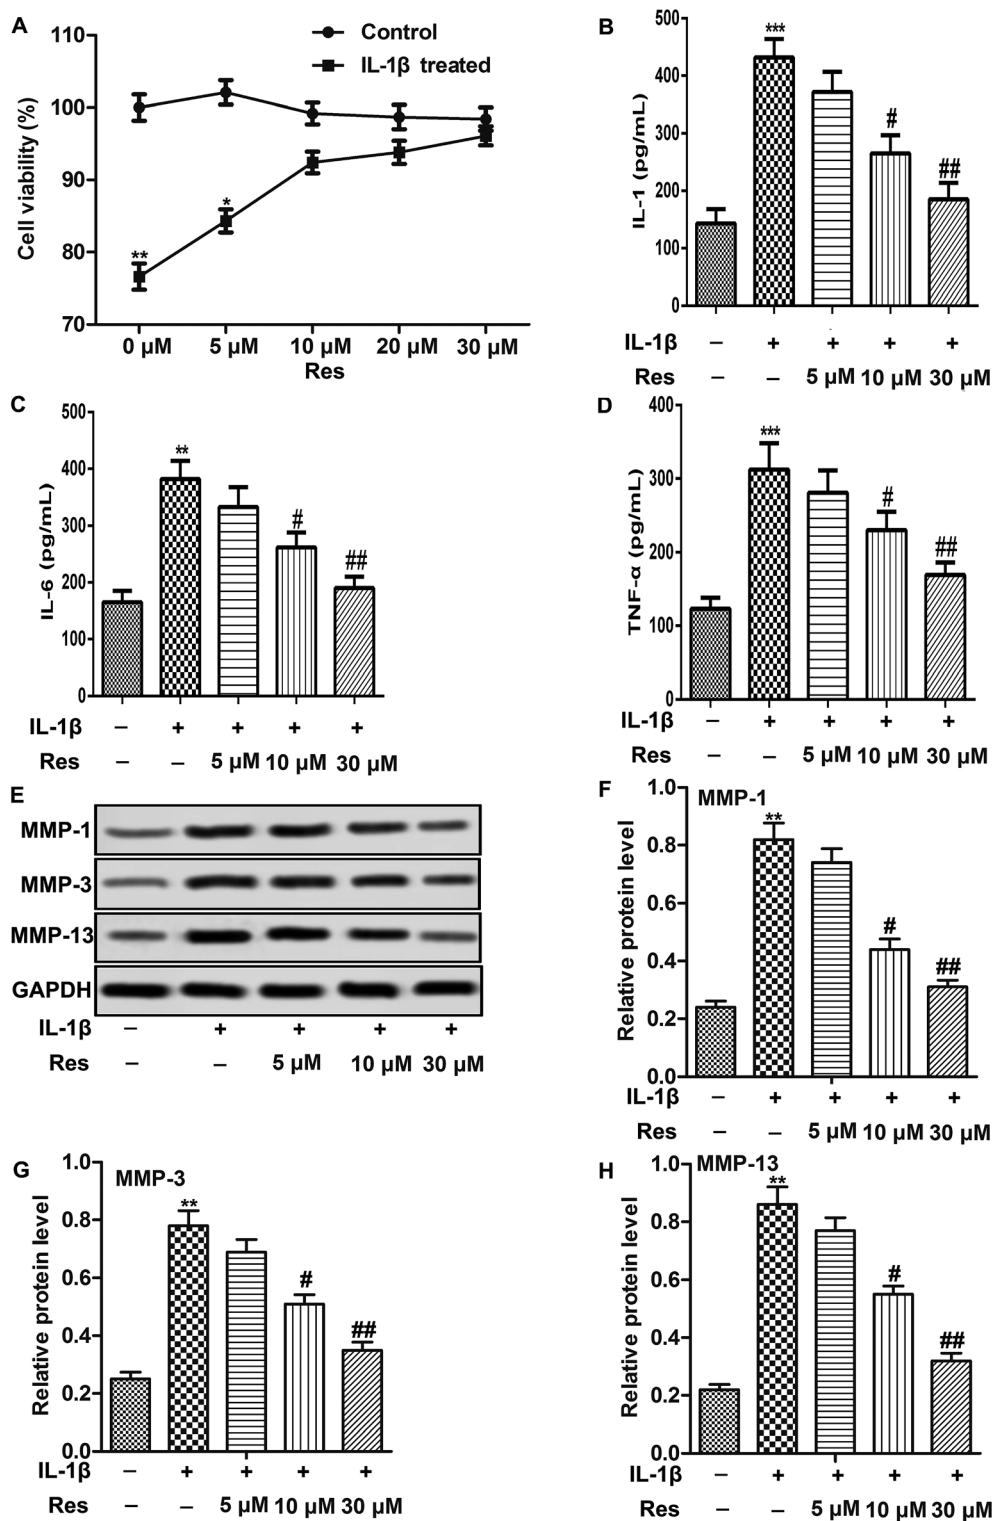 A
110
100
90
80
70
Cell viability (%)
Control
IL-1β treated
**
*
0 μM 5 μM 10 μM 20 μM 30 μM
Res
B
500
400
300
200
100
0
IL-1 (pg/mL)
***
#
##
IL-1β – + + + +
Res – – 5 μM 10 μM 30 μM
C
500
400
300
200
100
0
IL-6 (pg/mL)
**
#
##
IL-1β – + + + +
Res – – 5 μM 10 μM 30 μM
D
400
300
200
100
0
TNF-α (pg/mL)
***
#
##
IL-1β – + + + +
Res – – 5 μM 10 μM 30 μM
E
MMP-1
MMP-3
MMP-13
GAPDH
IL-1β – + + + +
Res – – 5 μM 10 μM 30 μM
F
MMP-1
1.0
0.8
0.6
0.4
0.2
0.0
Relative protein level
**
#
##
IL-1β – + + + +
Res – – 5 μM 10 μM 30 μM
G
MMP-3
1.0
0.8
0.6
0.4
0.2
0.0
Relative protein level
**
#
##
IL-1β – + + + +
Res – – 5 μM 10 μM 30 μM
H
MMP-13
1.0
0.8
0.6
0.4
0.2
0.0
Relative protein level
**
#
##
IL-1β – + + + +
Res – – 5 μM 10 μM 30 μM